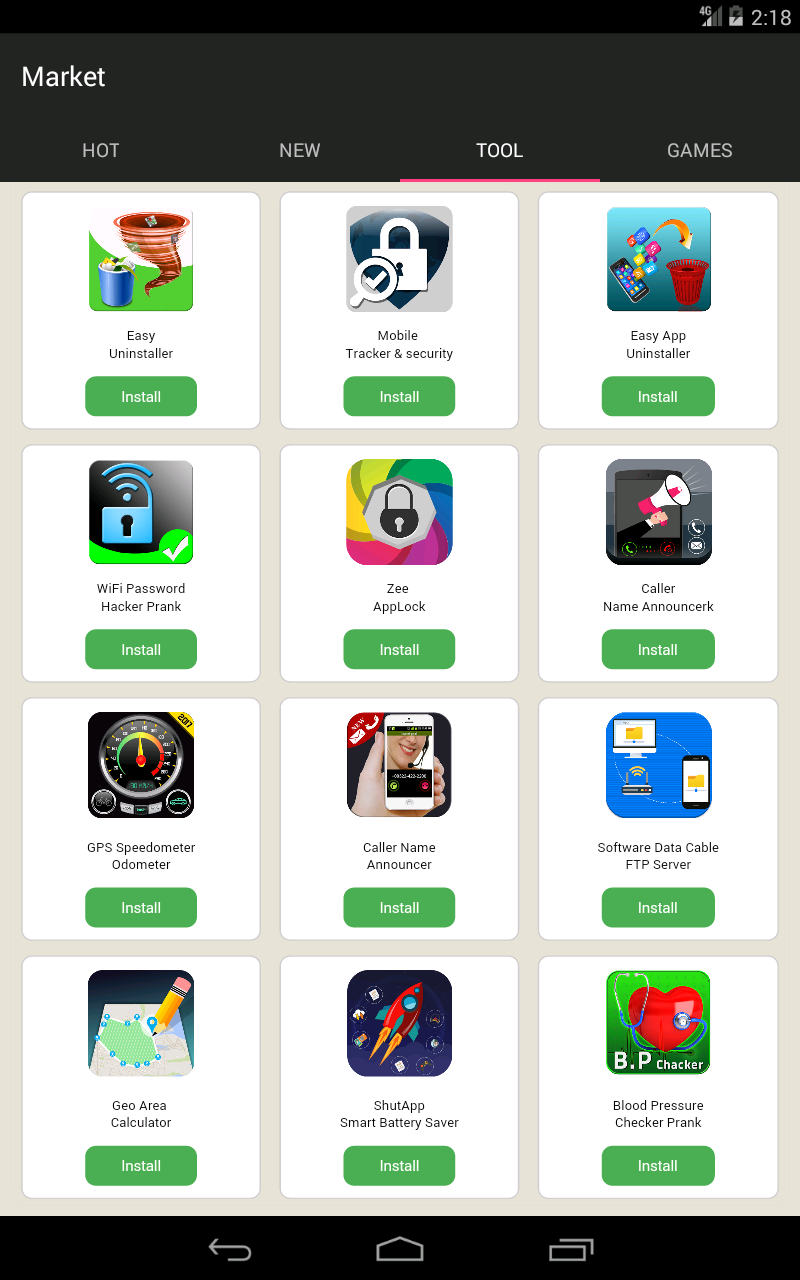 4G 2:18
Market
HOT NEW TOOL GAMES
Easy
Uninstaller
Install
Mobile
Tracker & security
Install
Easy App
Uninstaller
Install
WiFi Password
Hacker Prank
Install
Zee
AppLock
Install
Caller
Name Announcerk
Install
2017
GPS Speedometer
Odometer
Install
NEW
Caller Name
Announcer
Install
Software Data Cable
FTP Server
Install
Geo Area
Calculator
Install
ShutApp
Smart Battery Saver
Install
B.P Chacker
Blood Pressure
Checker Prank
Install